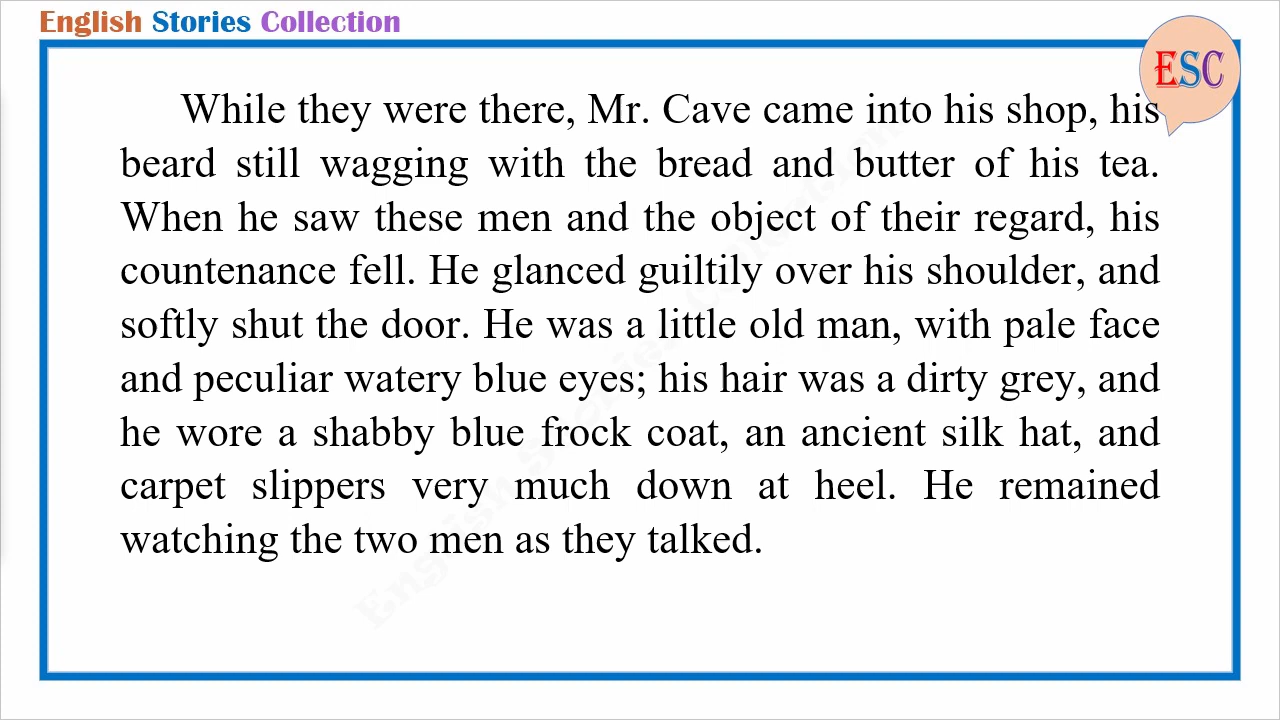 English Stories Collection
ESC
While they were there, Mr. Cave came into his shop, his
beard still wagging with the bread and butter of his tea.
When he saw these men and the object of their regard, his
countenance fell. He glanced guiltily over his shoulder, and
softly shut the door. He was a little old man, with pale face
and peculiar watery blue eyes; his hair was a dirty grey, and
he wore a shabby blue frock coat, an ancient silk hat, and
carpet slippers very much down at heel. He remained
watching the two men as they talked.
English Stories Collection